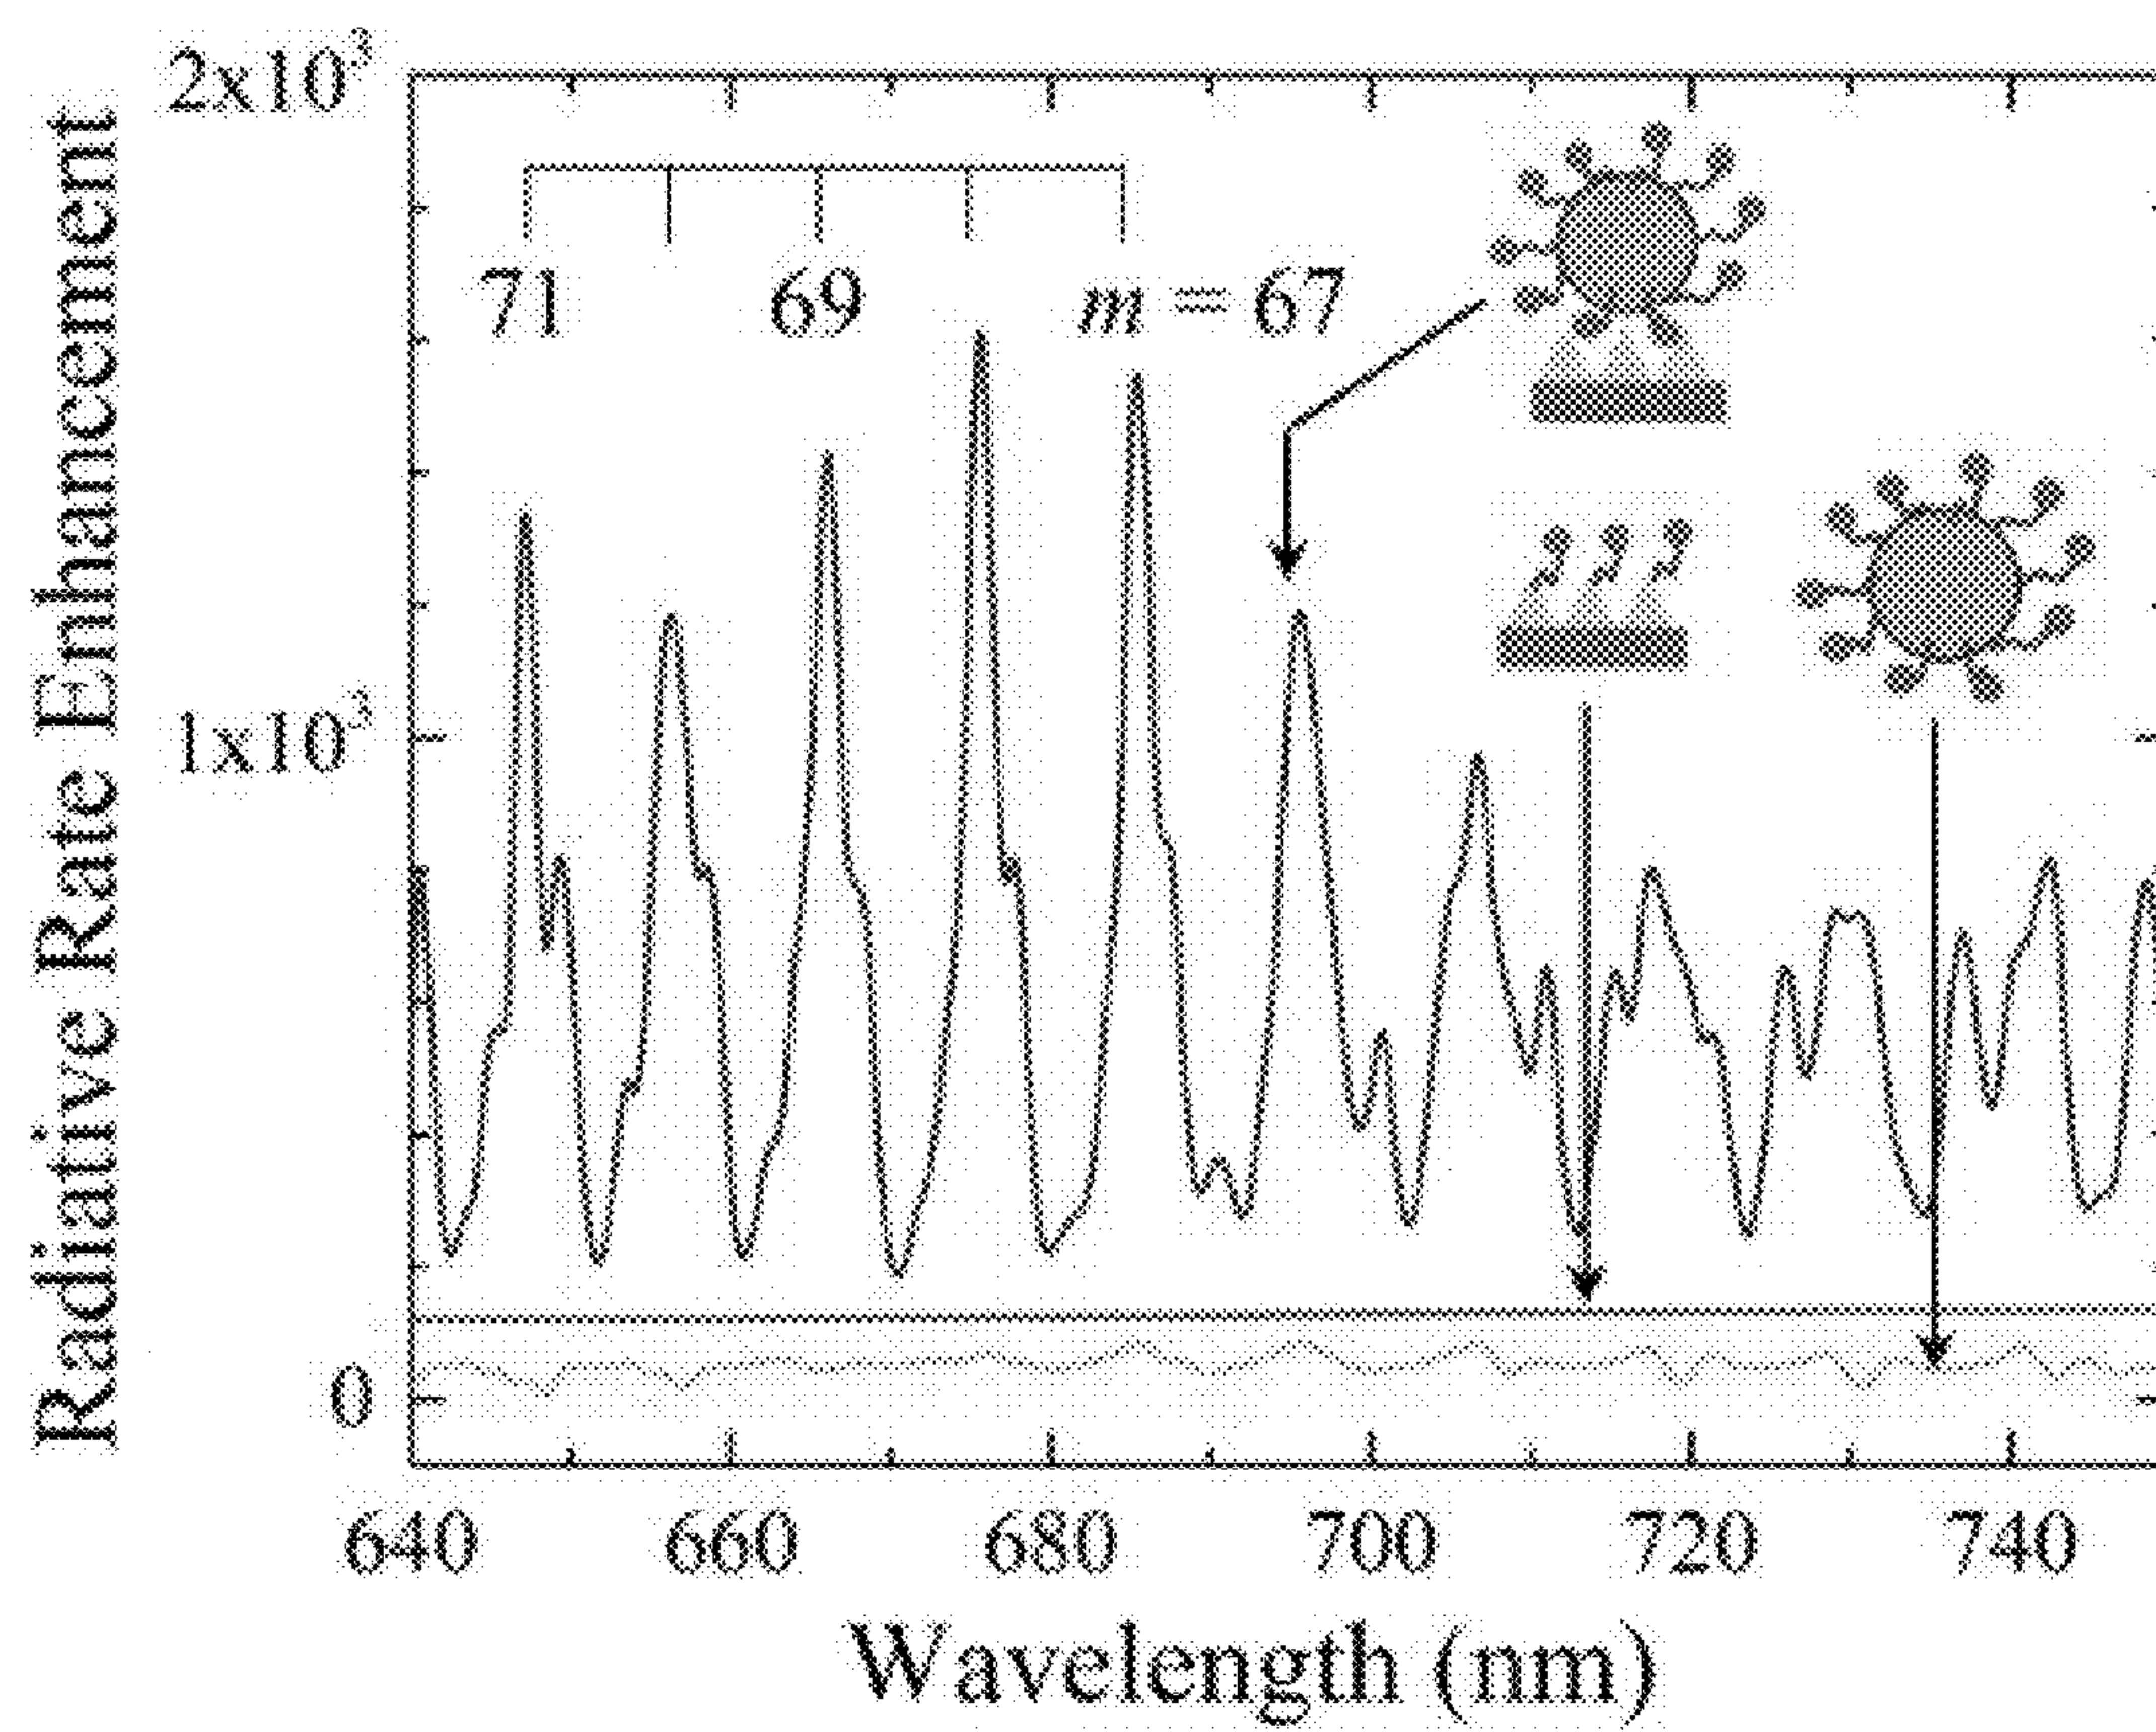 Radiative Rate Enhancement
2x10³
1x10³
0
71 69 m = 67
640 660 680 700 720 740
Wavelength (nm)